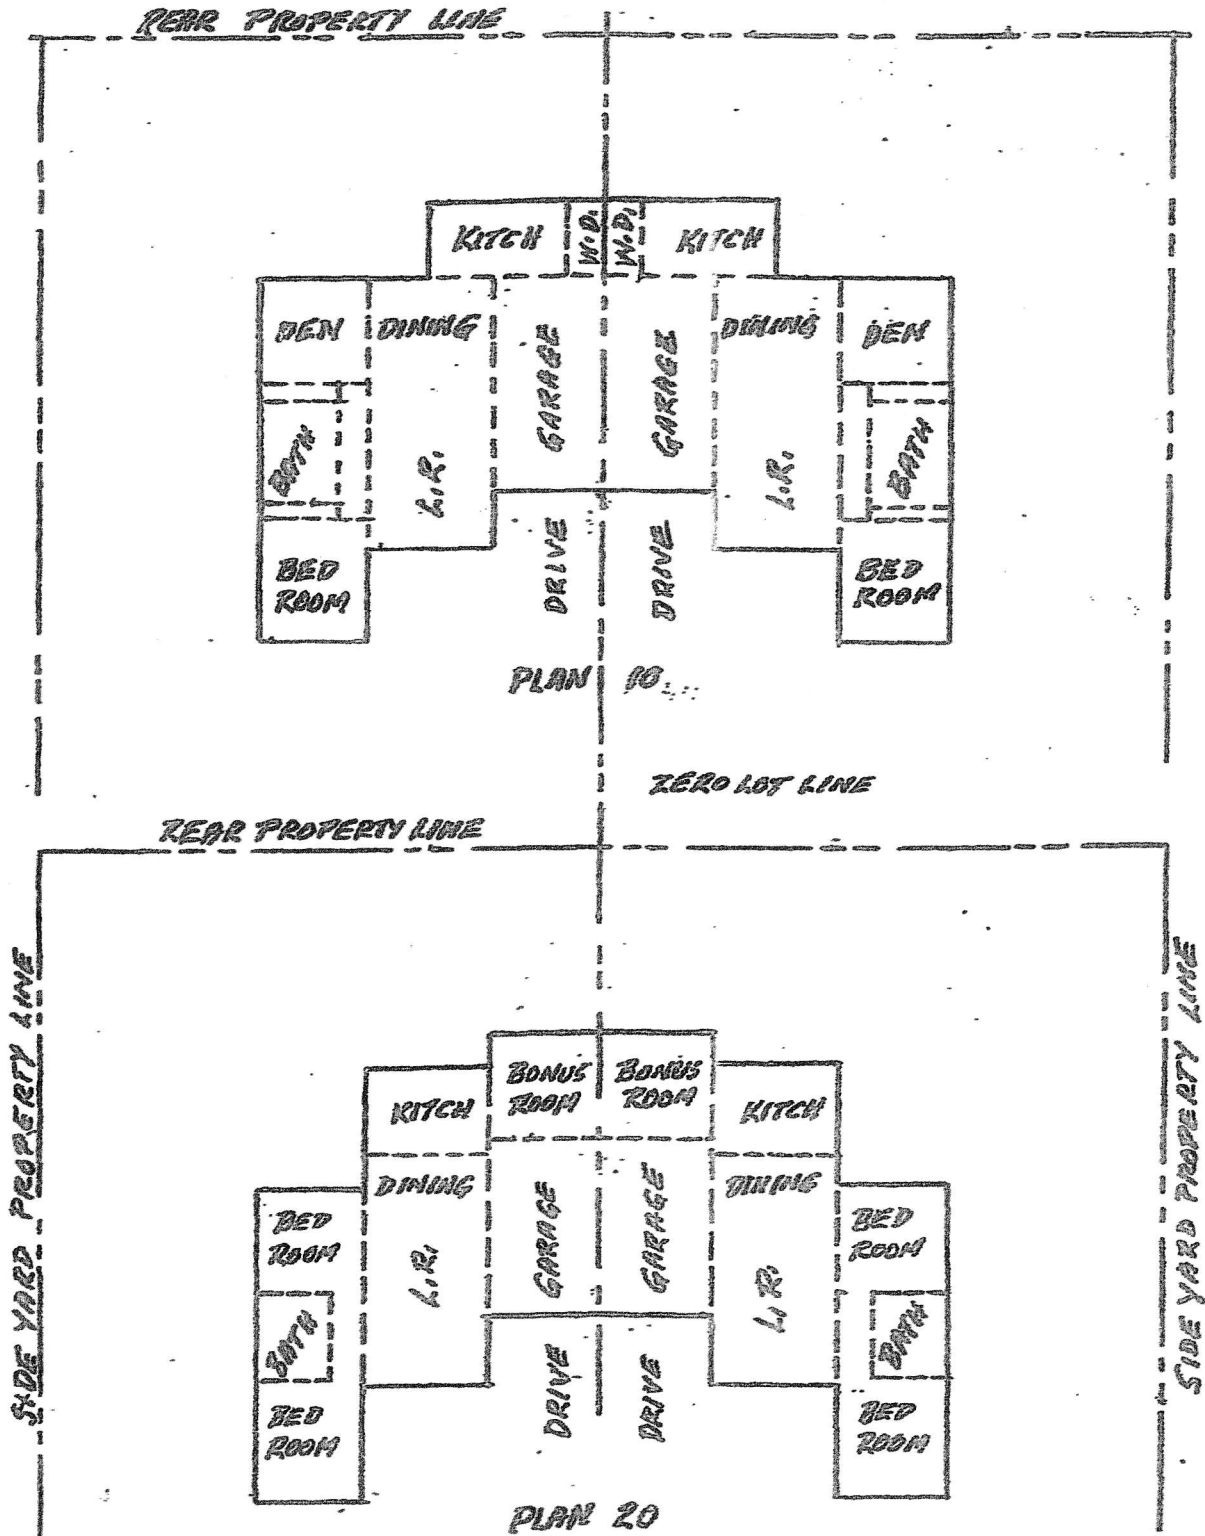 REAR PROPERTY LINE
KITCH W.D. W.D. KITCH
DEN DINING GARAGE GARAGE DINING DEN
BATH L.R. L.R. BATH
BED ROOM DRIVE DRIVE BED ROOM
PLAN 10
ZERO LOT LINE
REAR PROPERTY LINE
SIDE YARD PROPERTY LINE
SIDE YARD PROPERTY LINE
BONUS ROOM BONUS ROOM
KITCH KITCH
DINING GARAGE GARAGE DINING
BED ROOM L.R. L.R. BED ROOM
BATH BATH
BED ROOM DRIVE DRIVE BED ROOM
PLAN 20